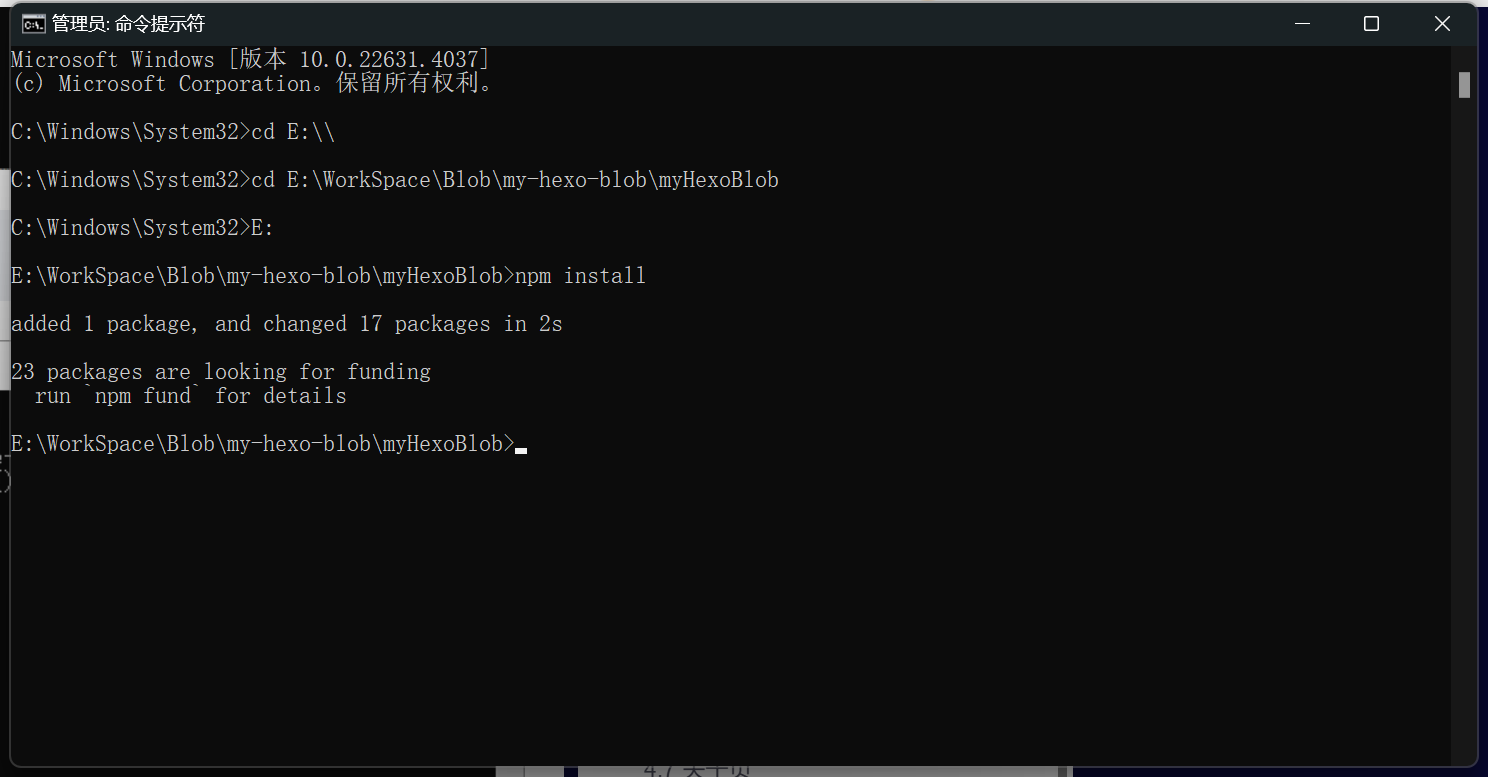 管理员: 命令提示符
Microsoft Windows [版本 10.0.22631.4037]
(c) Microsoft Corporation。保留所有权利。
C:\Windows\System32>cd E:\\
C:\Windows\System32>cd E:\WorkSpace\Blob\my-hexo-blob\myHexoBlob
C:\Windows\System32>E:
E:\WorkSpace\Blob\my-hexo-blob\myHexoBlob>npm install
added 1 package, and changed 17 packages in 2s
23 packages are looking for funding
  run `npm fund` for details
E:\WorkSpace\Blob\my-hexo-blob\myHexoBlob>